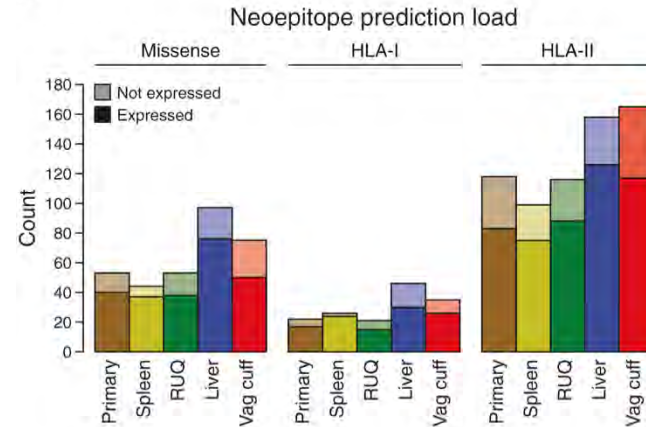 Neoepitope prediction load
Missense HLA-I HLA-II
180
160
140
120
100
80
60
40
20
0
Count
Not expressed
Expressed
Primary Spleen RUQ Liver Vag cuff
Primary Spleen RUQ Liver Vag cuff
Primary Spleen RUQ Liver Vag cuff